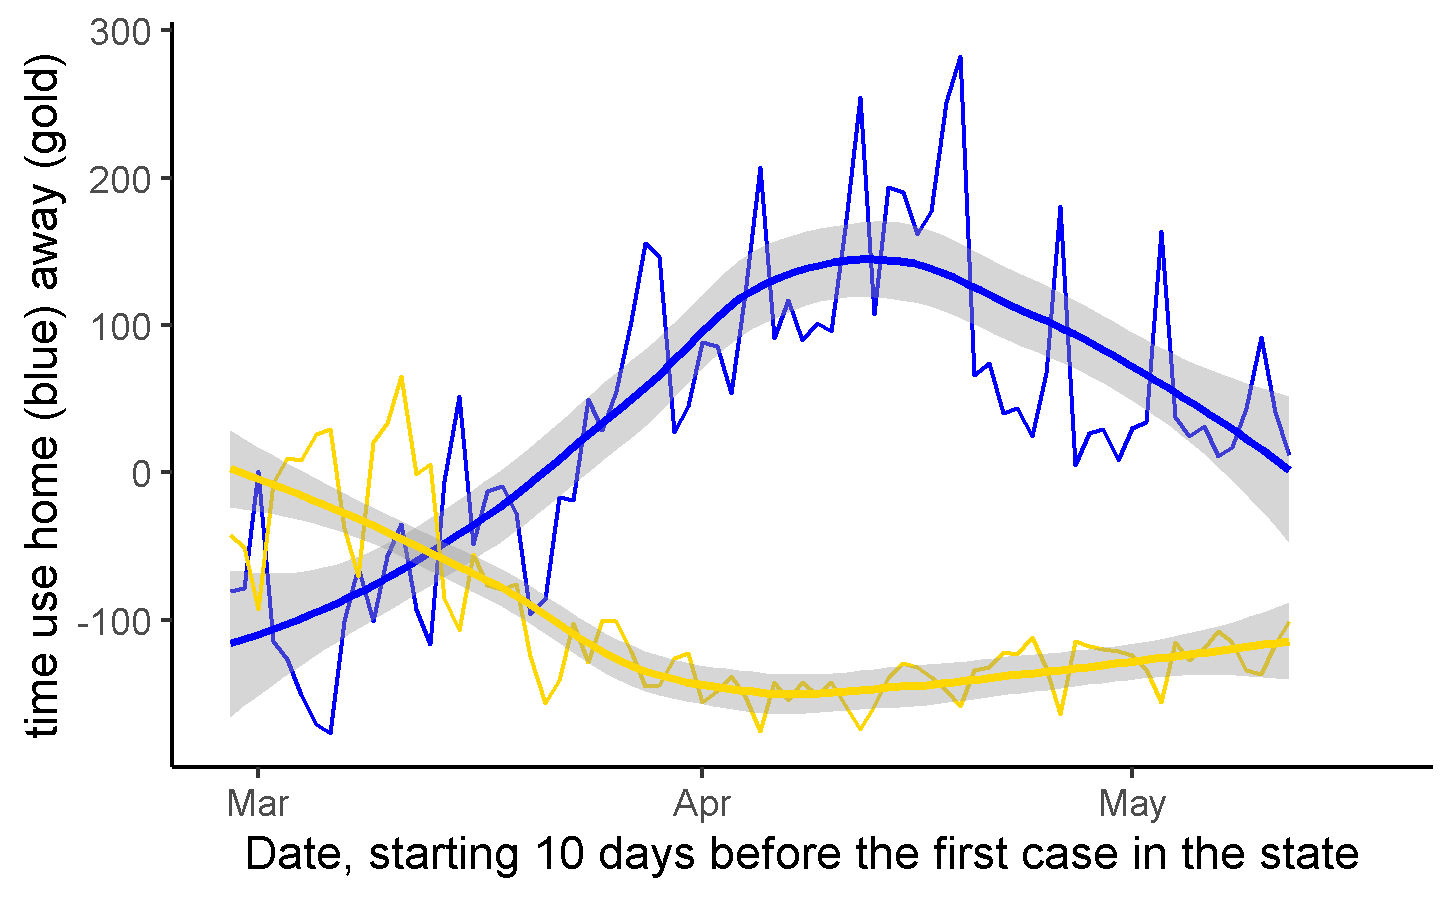 time use home (blue) away (gold)
300
200
100
0
-100
Mar
Apr
May
Date, starting 10 days before the first case in the state